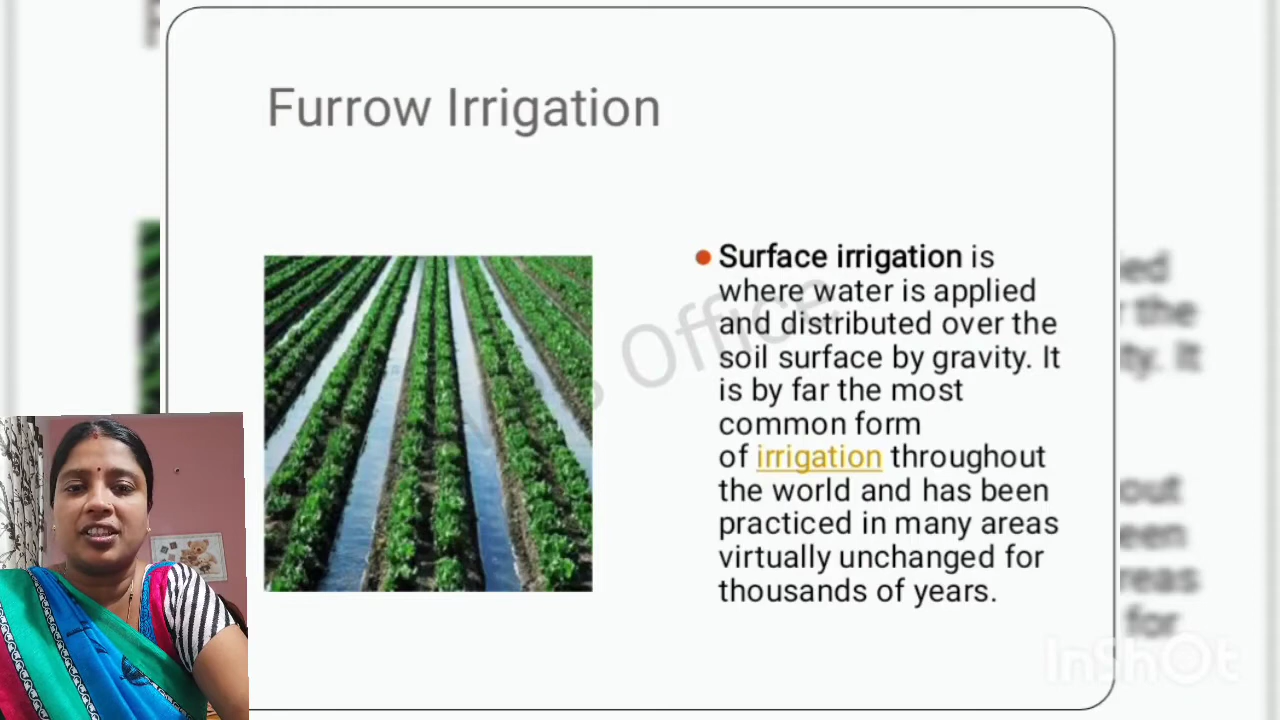 Furrow Irrigation
Surface irrigation is
where water is applied
and distributed over the
soil surface by gravity. It
is by far the most
common form
of irrigation throughout
the world and has been
practiced in many areas
virtually unchanged for
thousands of years.
Office
InShOt